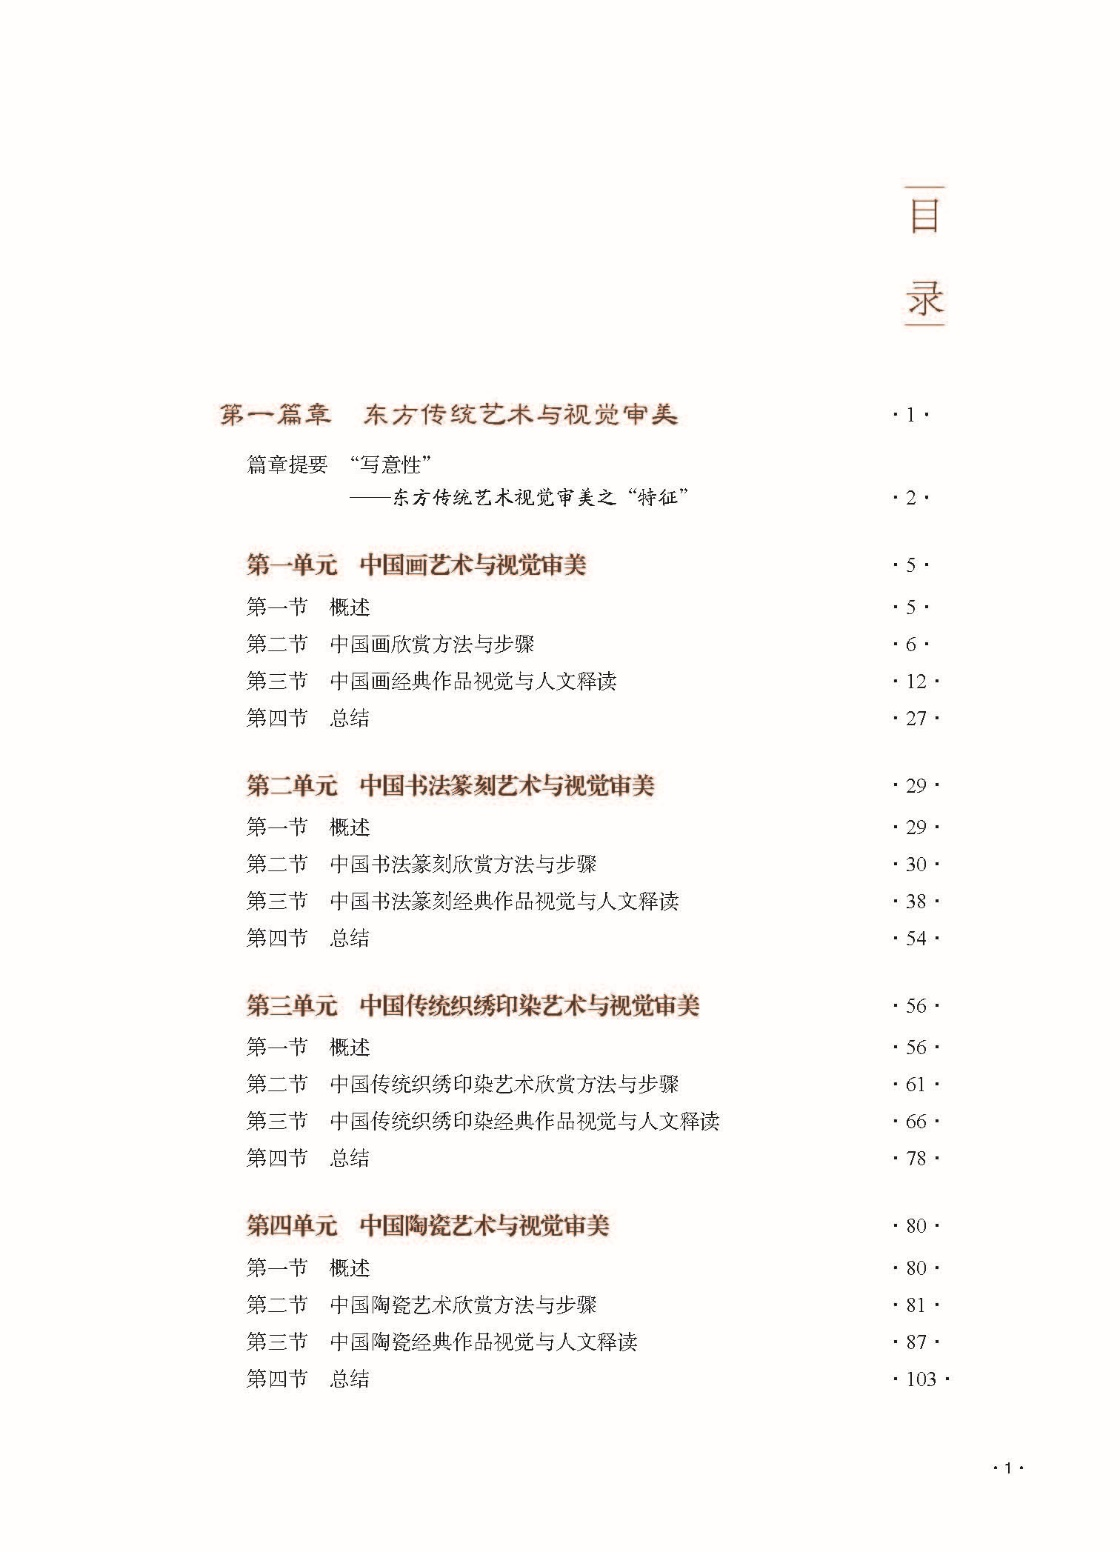 目录
第一篇章 东方传统艺术与视觉审美 ·1·
篇章提要 “写意性”
——东方传统艺术视觉审美之“特征” ·2·
第一单元 中国画艺术与视觉审美 ·5·
第一节 概述 ·5·
第二节 中国画欣赏方法与步骤 ·6·
第三节 中国画经典作品视觉与人文释读 ·12·
第四节 总结 ·27·
第二单元 中国书法篆刻艺术与视觉审美 ·29·
第一节 概述 ·29·
第二节 中国书法篆刻欣赏方法与步骤 ·30·
第三节 中国书法篆刻经典作品视觉与人文释读 ·38·
第四节 总结 ·54·
第三单元 中国传统织绣印染艺术与视觉审美 ·56·
第一节 概述 ·56·
第二节 中国传统织绣印染艺术欣赏方法与步骤 ·61·
第三节 中国传统织绣印染经典作品视觉与人文释读 ·66·
第四节 总结 ·78·
第四单元 中国陶瓷艺术与视觉审美 ·80·
第一节 概述 ·80·
第二节 中国陶瓷艺术欣赏方法与步骤 ·81·
第三节 中国陶瓷经典作品视觉与人文释读 ·87·
第四节 总结 ·103·
·1·